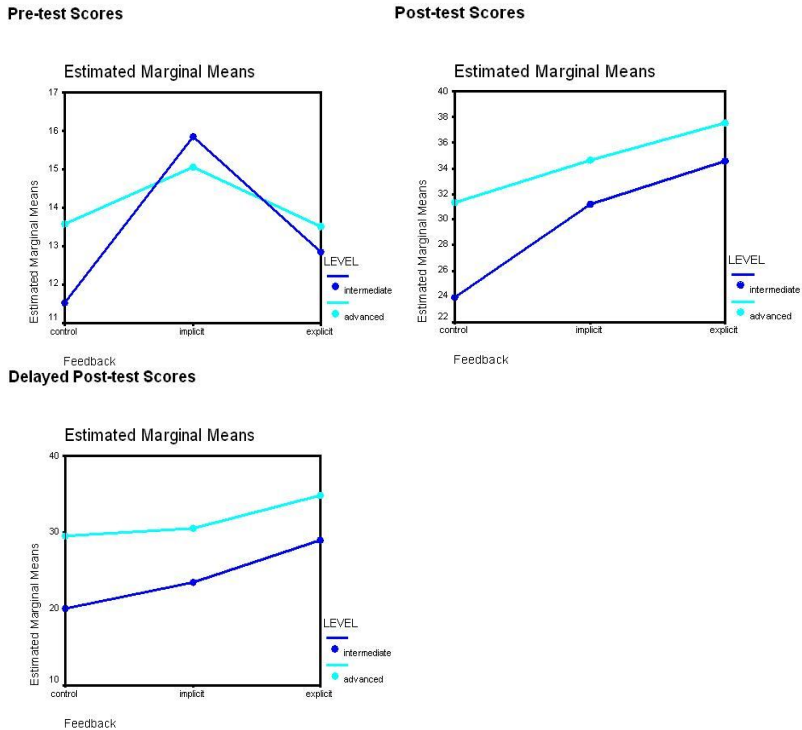 Pre-test Scores
Estimated Marginal Means
Estimated Marginal Means
17
16
15
14
13
12
11
control
implicit
explicit
Feedback
LEVEL
intermediate
advanced
Post-test Scores
Estimated Marginal Means
Estimated Marginal Means
40
38
36
34
32
30
28
26
24
22
control
implicit
explicit
Feedback
LEVEL
intermediate
advanced
Delayed Post-test Scores
Estimated Marginal Means
Estimated Marginal Means
40
30
20
10
control
implicit
explicit
Feedback
LEVEL
intermediate
advanced